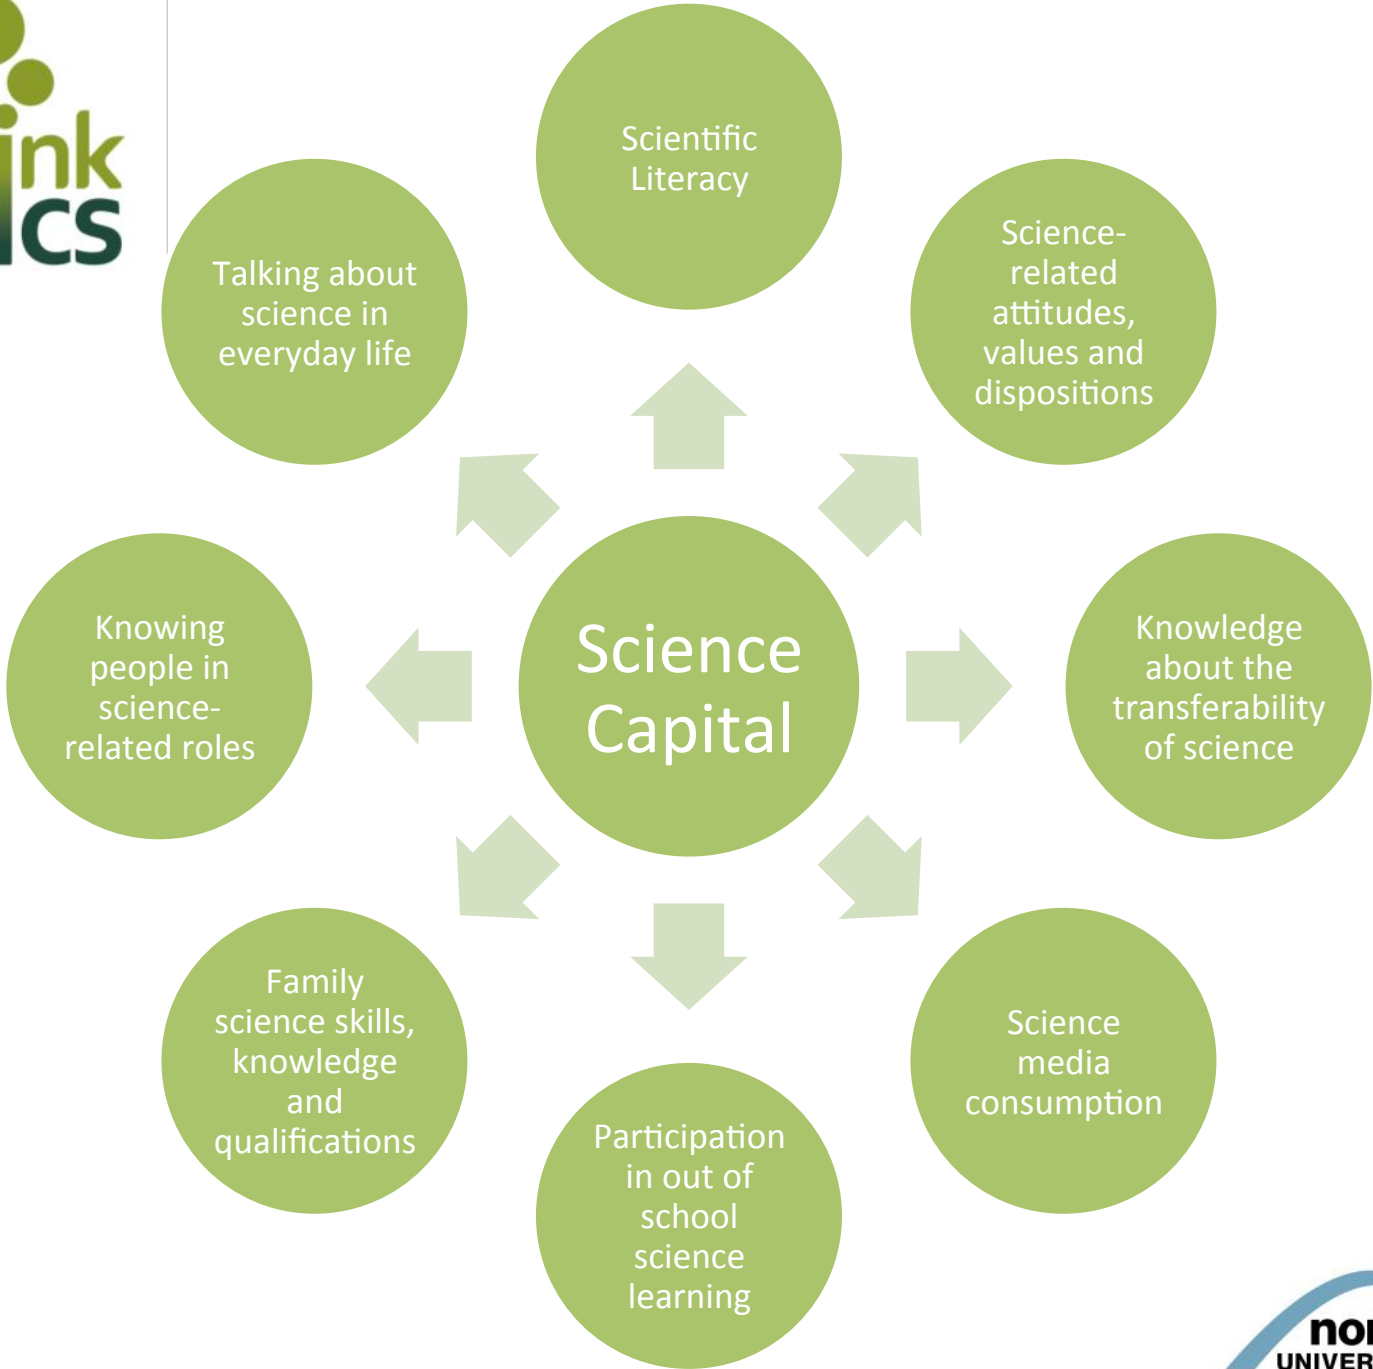 ink
cs
Scientific
Literacy
Science-
related
attitudes,
values and
dispositions
Knowledge
about the
transferability
of science
Science
media
consumption
Participation
in out of
school
science
learning
Family
science skills,
knowledge
and
qualifications
Knowing
people in
science-
related roles
Talking about
science in
everyday life
Science
Capital